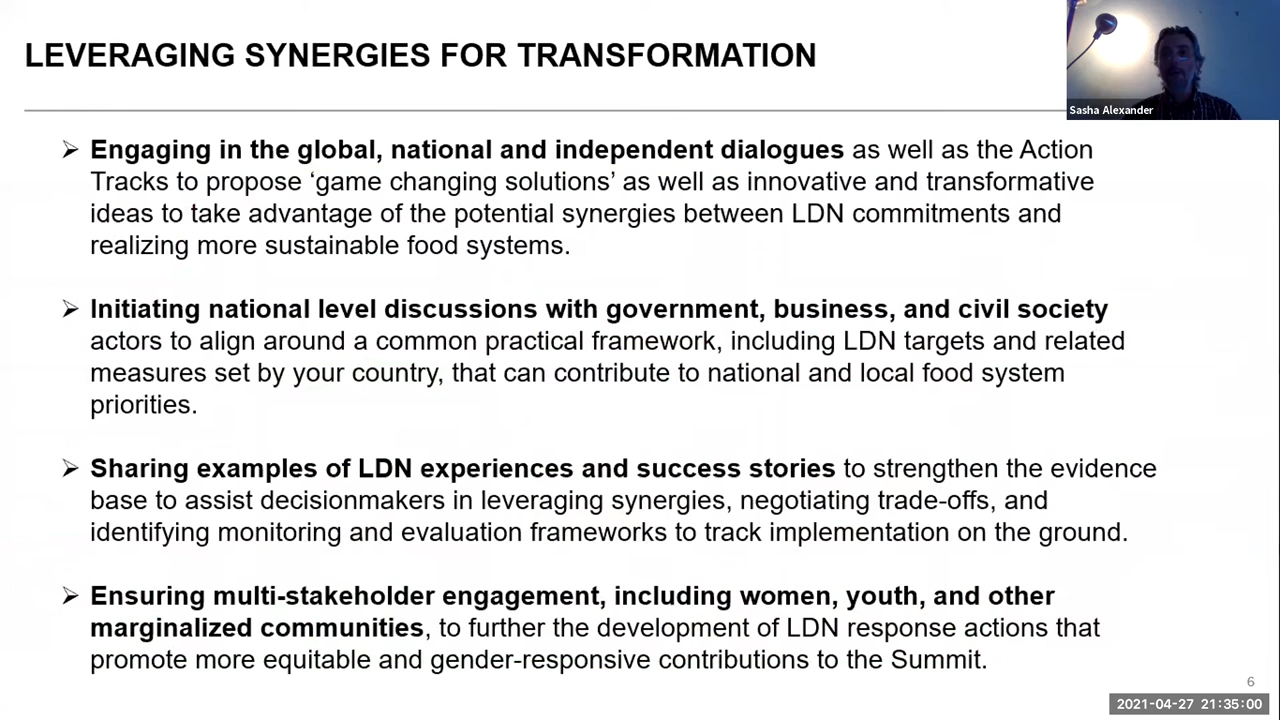 LEVERAGING SYNERGIES FOR TRANSFORMATION
Sasha Alexander
➢ Engaging in the global, national and independent dialogues as well as the Action
Tracks to propose ‘game changing solutions’ as well as innovative and transformative
ideas to take advantage of the potential synergies between LDN commitments and
realizing more sustainable food systems.
➢ Initiating national level discussions with government, business, and civil society
actors to align around a common practical framework, including LDN targets and related
measures set by your country, that can contribute to national and local food system
priorities.
➢ Sharing examples of LDN experiences and success stories to strengthen the evidence
base to assist decisionmakers in leveraging synergies, negotiating trade-offs, and
identifying monitoring and evaluation frameworks to track implementation on the ground.
➢ Ensuring multi-stakeholder engagement, including women, youth, and other
marginalized communities, to further the development of LDN response actions that
promote more equitable and gender-responsive contributions to the Summit.
6
2021-04-27 21:35:00